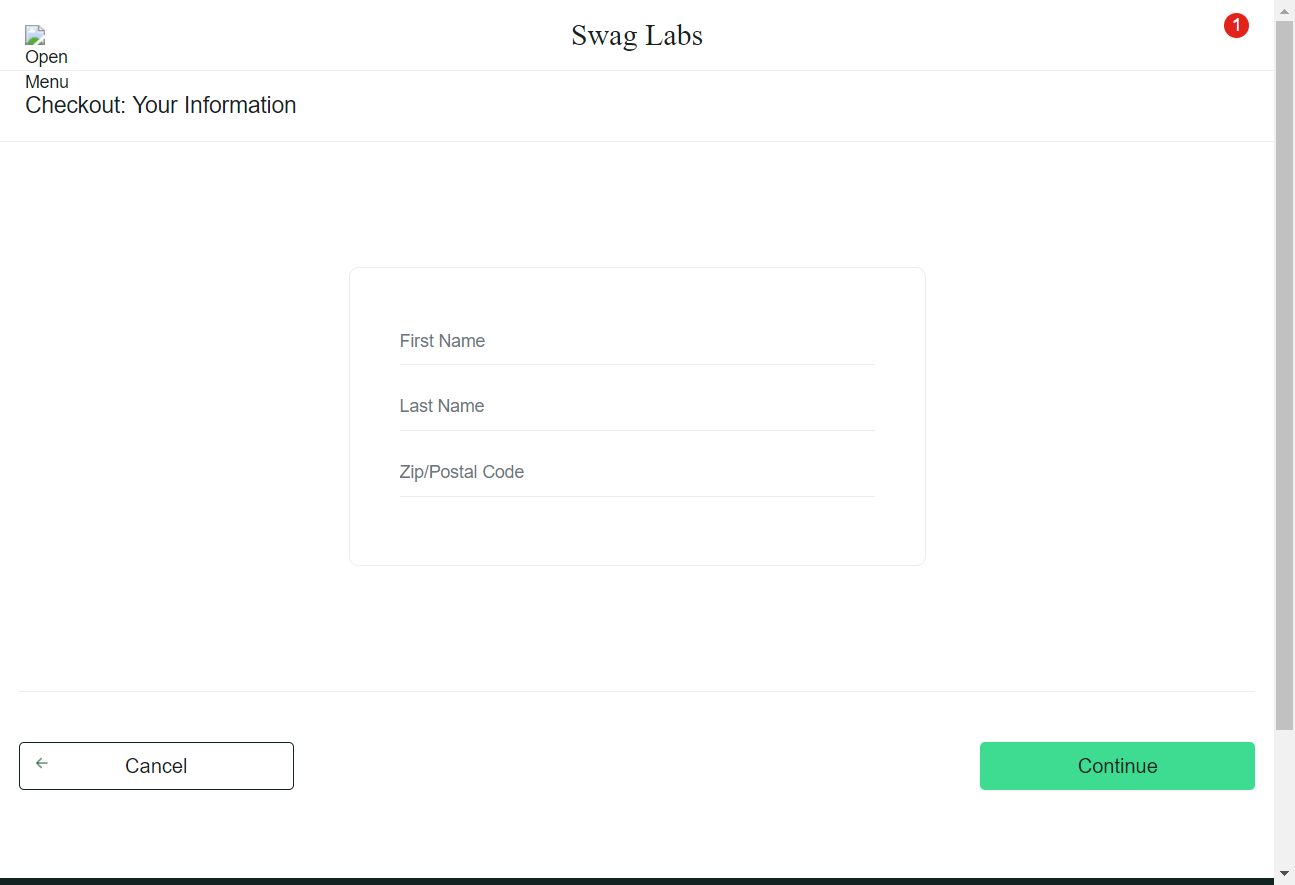 Swag Labs
1
Open
Menu
Checkout: Your Information
First Name
Last Name
Zip/Postal Code
Cancel
Continue